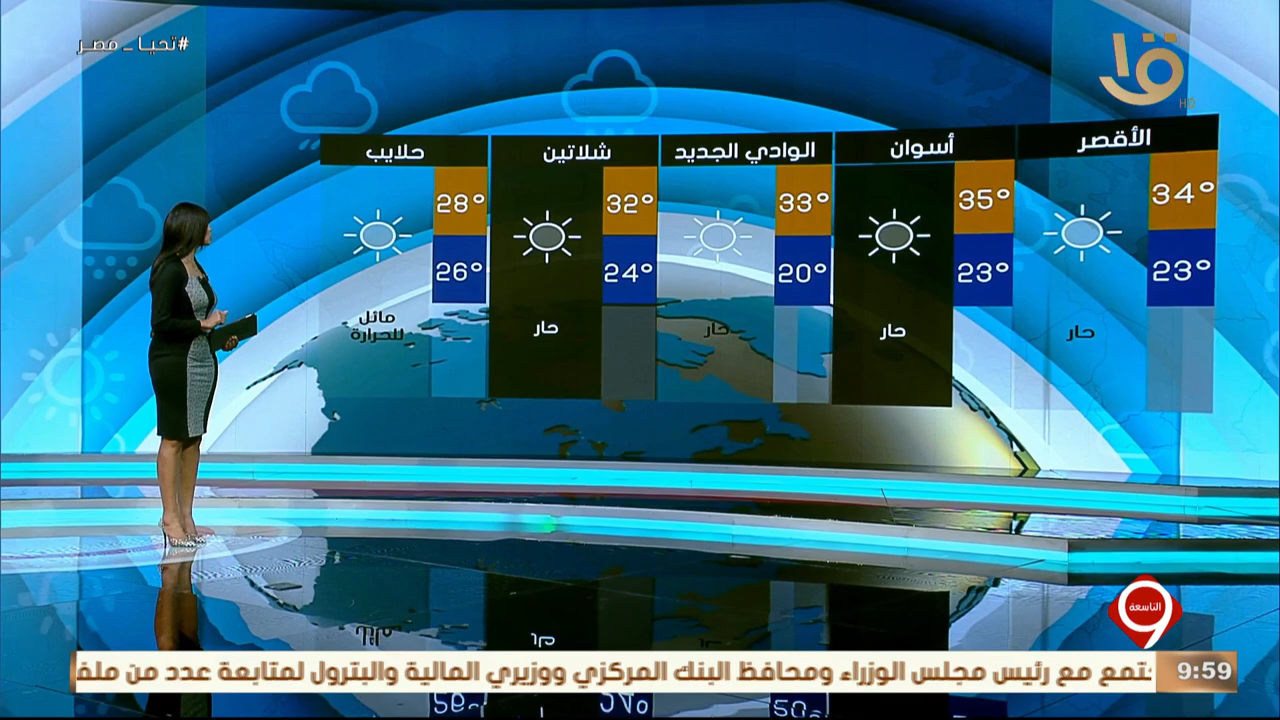 #تحيا_مصر
HD
الأقصر
34°
23°
حار
أسوان
35°
23°
حار
الوادي الجديد
33°
20°
حار
شلاتين
32°
24°
حار
حلايب
28°
26°
مائل
للحرارة
التاسعة
9
9:59
مع رئيس مجلس الوزراء ومحافظ البنك المركزي ووزيري المالية والبترول لمتابعة عدد من